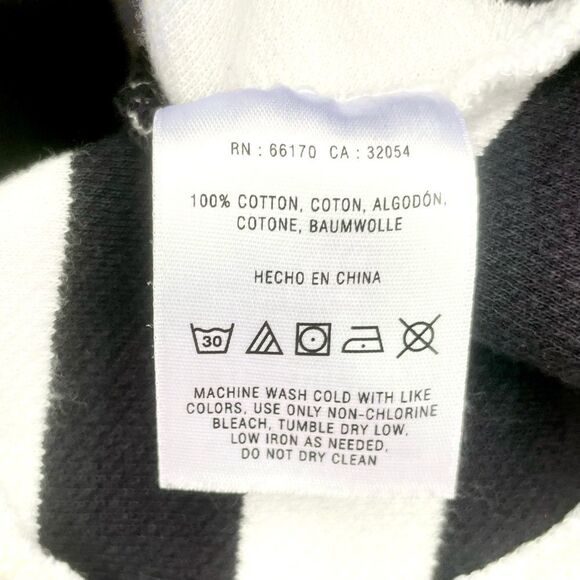 RN : 66170 CA : 32054
100% COTTON, COTON, ALGODÓN,
COTONE, BAUMWOLLE
HECHO EN CHINA
30
MACHINE WASH COLD WITH LIKE
COLORS, USE ONLY NON-CHLORINE
BLEACH, TUMBLE DRY LOW,
LOW IRON AS NEEDED,
DO NOT DRY CLEAN